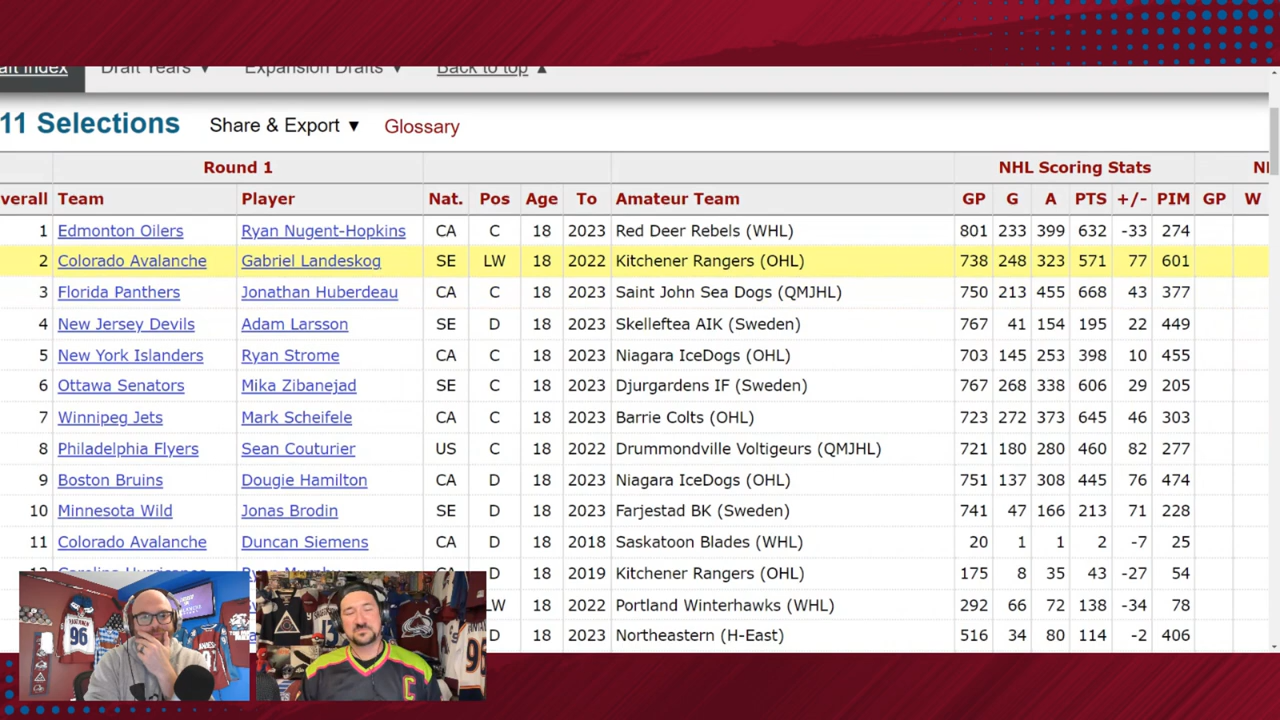 aft Index Draft Years ▼ Expansion Drafts ▼ Back to top ▲
11 Selections Share & Export ▼ Glossary
Round 1 NHL Scoring Stats NI
verall Team Player Nat. Pos Age To Amateur Team GP G A PTS +/- PIM GP W
1 Edmonton Oilers Ryan Nugent-Hopkins CA C 18 2023 Red Deer Rebels (WHL) 801 233 399 632 -33 274
2 Colorado Avalanche Gabriel Landeskog SE LW 18 2022 Kitchener Rangers (OHL) 738 248 323 571 77 601
3 Florida Panthers Jonathan Huberdeau CA C 18 2023 Saint John Sea Dogs (QMJHL) 750 213 455 668 43 377
4 New Jersey Devils Adam Larsson SE D 18 2023 Skelleftea AIK (Sweden) 767 41 154 195 22 449
5 New York Islanders Ryan Strome CA C 18 2023 Niagara IceDogs (OHL) 703 145 253 398 10 455
6 Ottawa Senators Mika Zibanejad SE C 18 2023 Djurgardens IF (Sweden) 767 268 338 606 29 205
7 Winnipeg Jets Mark Scheifele CA C 18 2023 Barrie Colts (OHL) 723 272 373 645 46 303
8 Philadelphia Flyers Sean Couturier US C 18 2022 Drummondville Voltigeurs (QMJHL) 721 180 280 460 82 277
9 Boston Bruins Dougie Hamilton CA D 18 2023 Niagara IceDogs (OHL) 751 137 308 445 76 474
10 Minnesota Wild Jonas Brodin SE D 18 2023 Farjestad BK (Sweden) 741 47 166 213 71 228
11 Colorado Avalanche Duncan Siemens CA D 18 2018 Saskatoon Blades (WHL) 20 1 1 2 -7 25
12 Carolina Hurricanes Ryan Murphy CA D 18 2019 Kitchener Rangers (OHL) 175 8 35 43 -27 54
LW 18 2022 Portland Winterhawks (WHL) 292 66 72 138 -34 78
D 18 2023 Northeastern (H-East) 516 34 80 114 -2 406
96
13
C